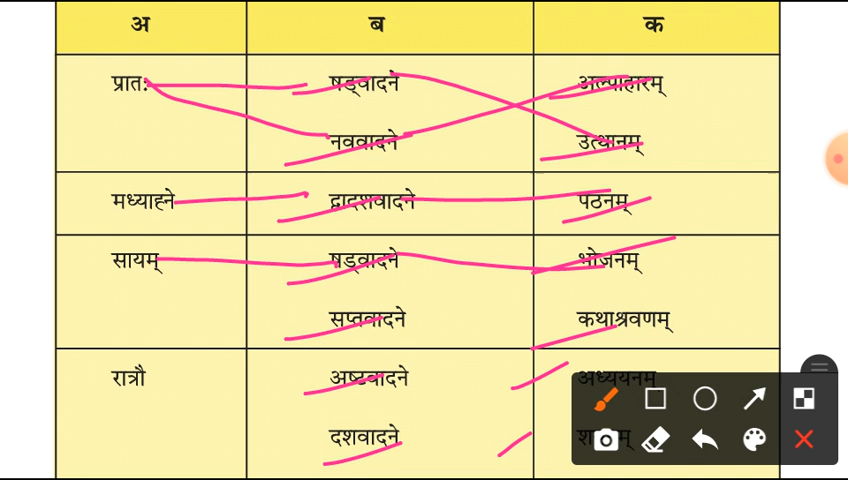 अ ब क
प्रातः षड्वादने अल्पाहारम्
नववादने उत्थानम्
मध्याह्ने द्वादशवादने पठनम्
सायम् षड्वादने भोजनम्
सप्तवादने कथाश्रवणम्
रात्रौ अष्टवादने अध्ययनम्
दशवादने